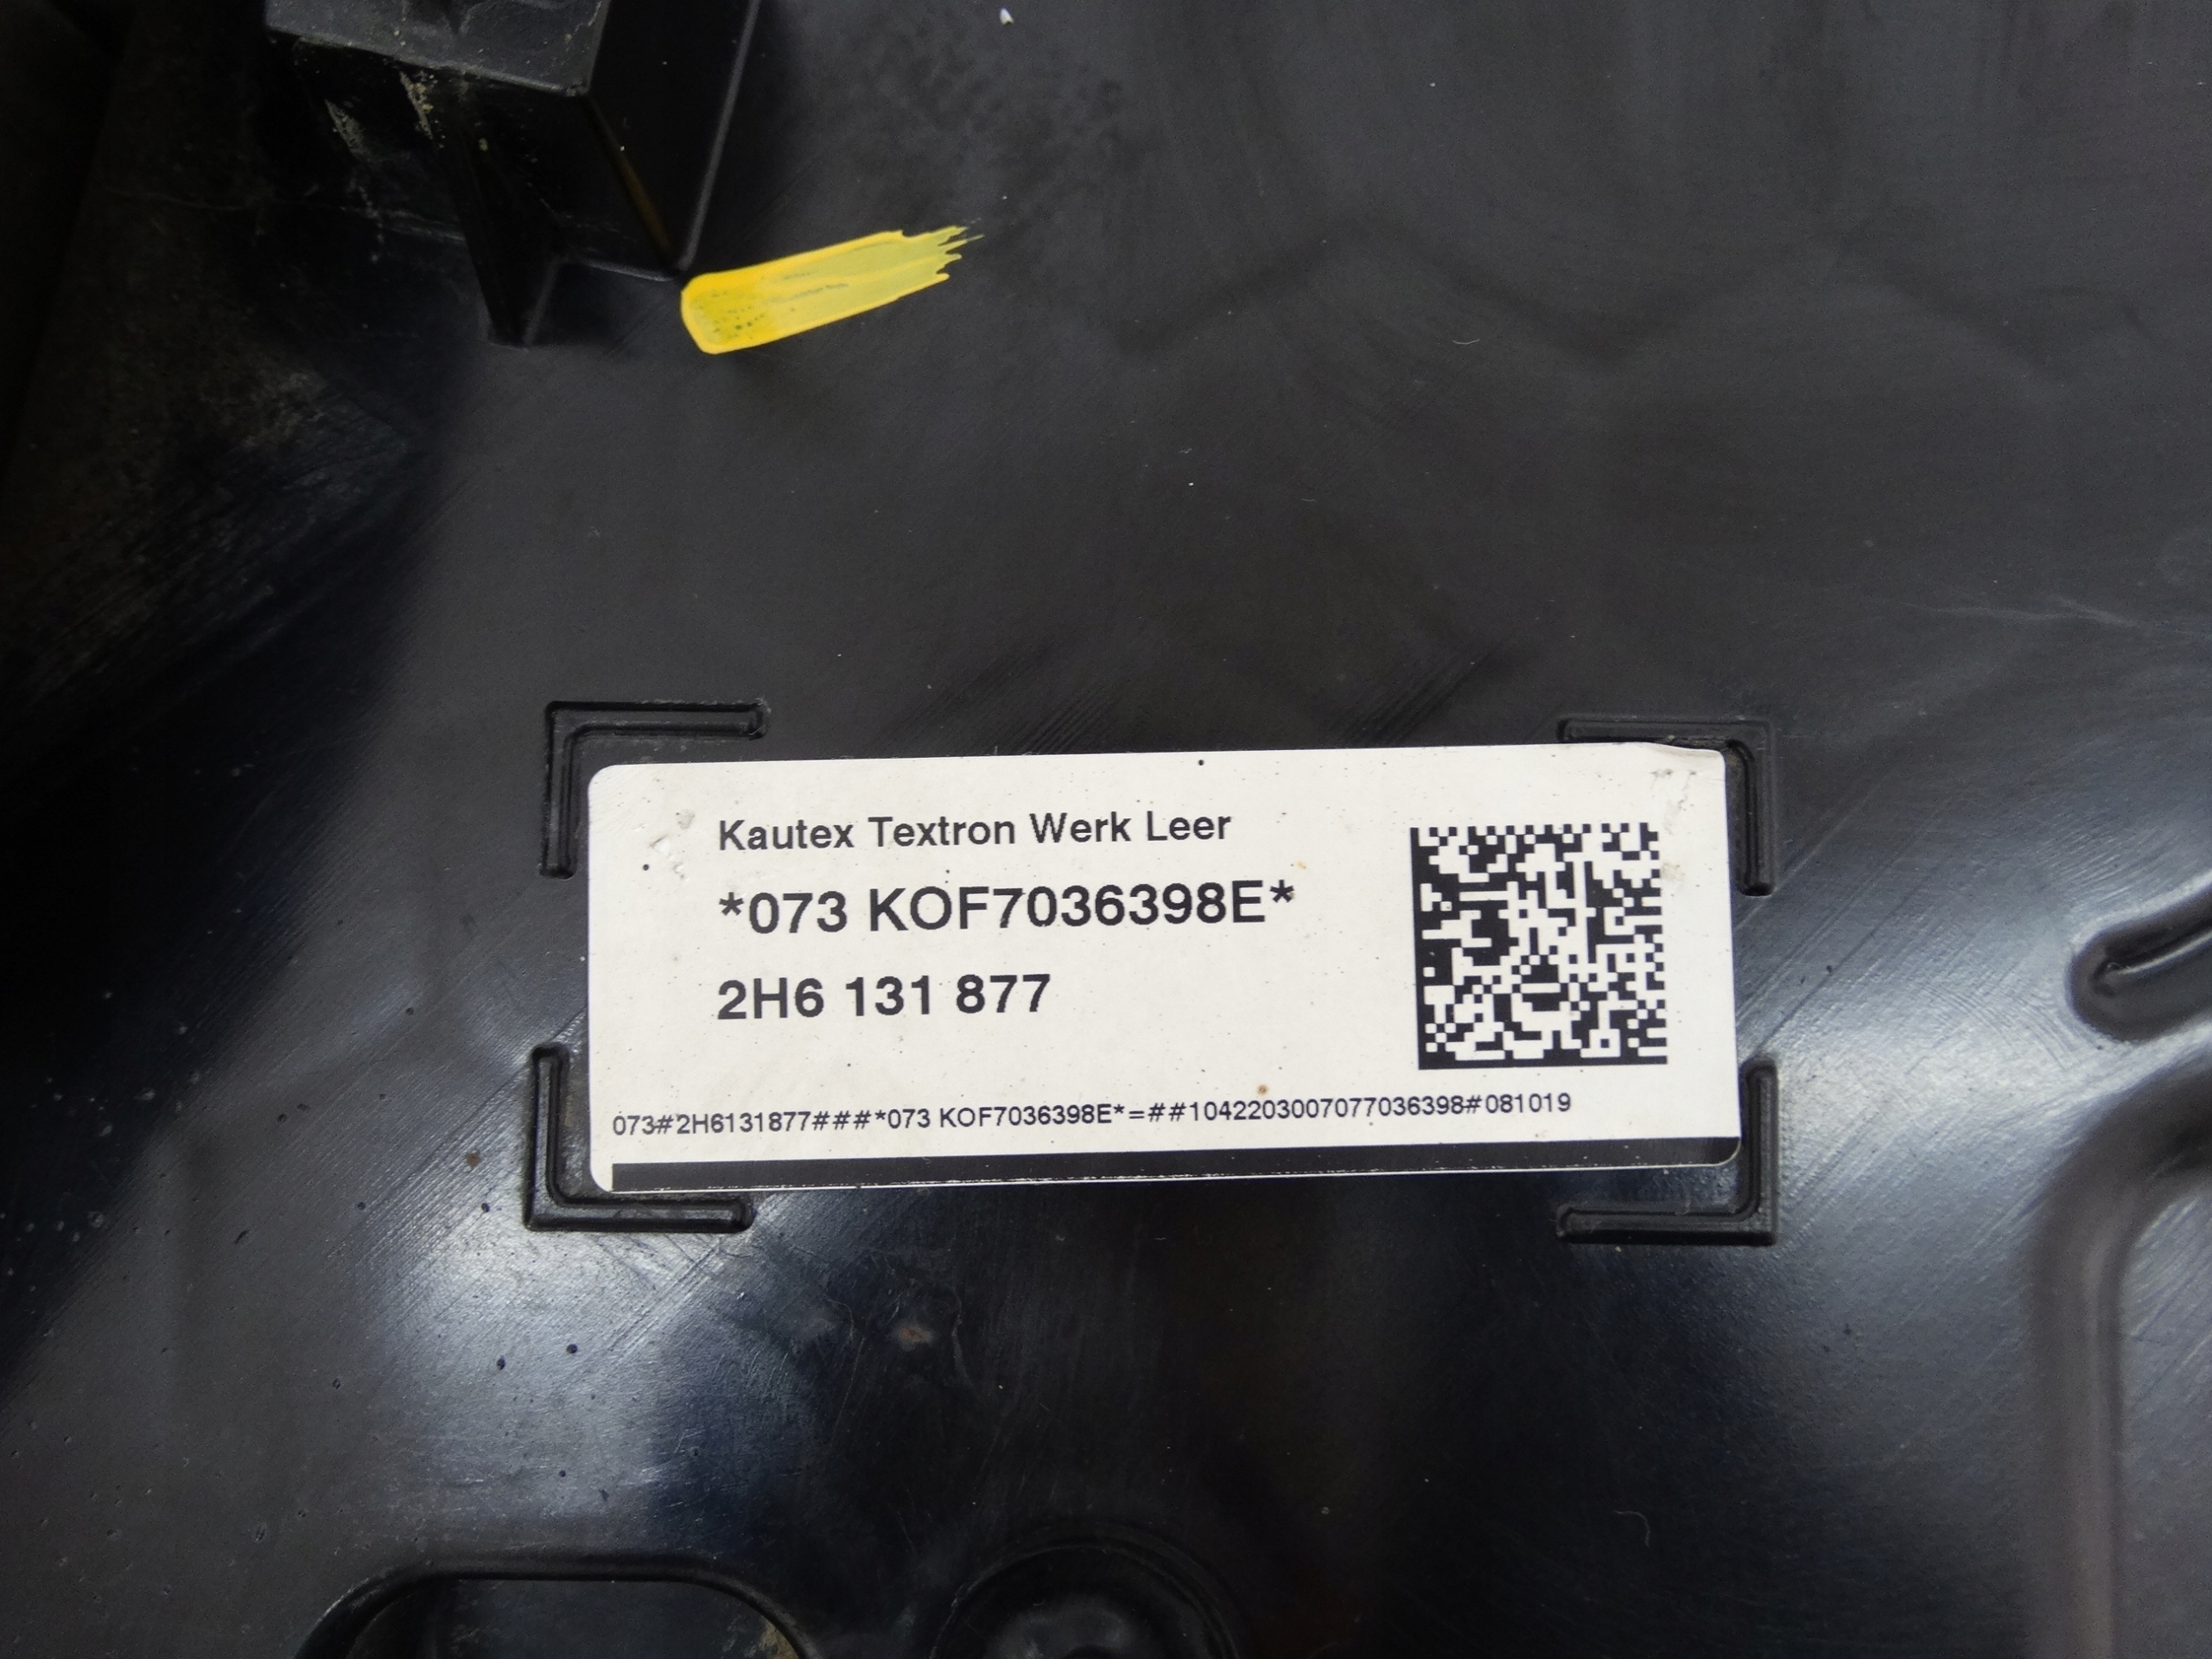 Kautex Textron Werk Leer
*073 KOF7036398E*
2H6 131 877
073#2H6131877###*073 KOF7036398E*=##1042203007077036398#081019